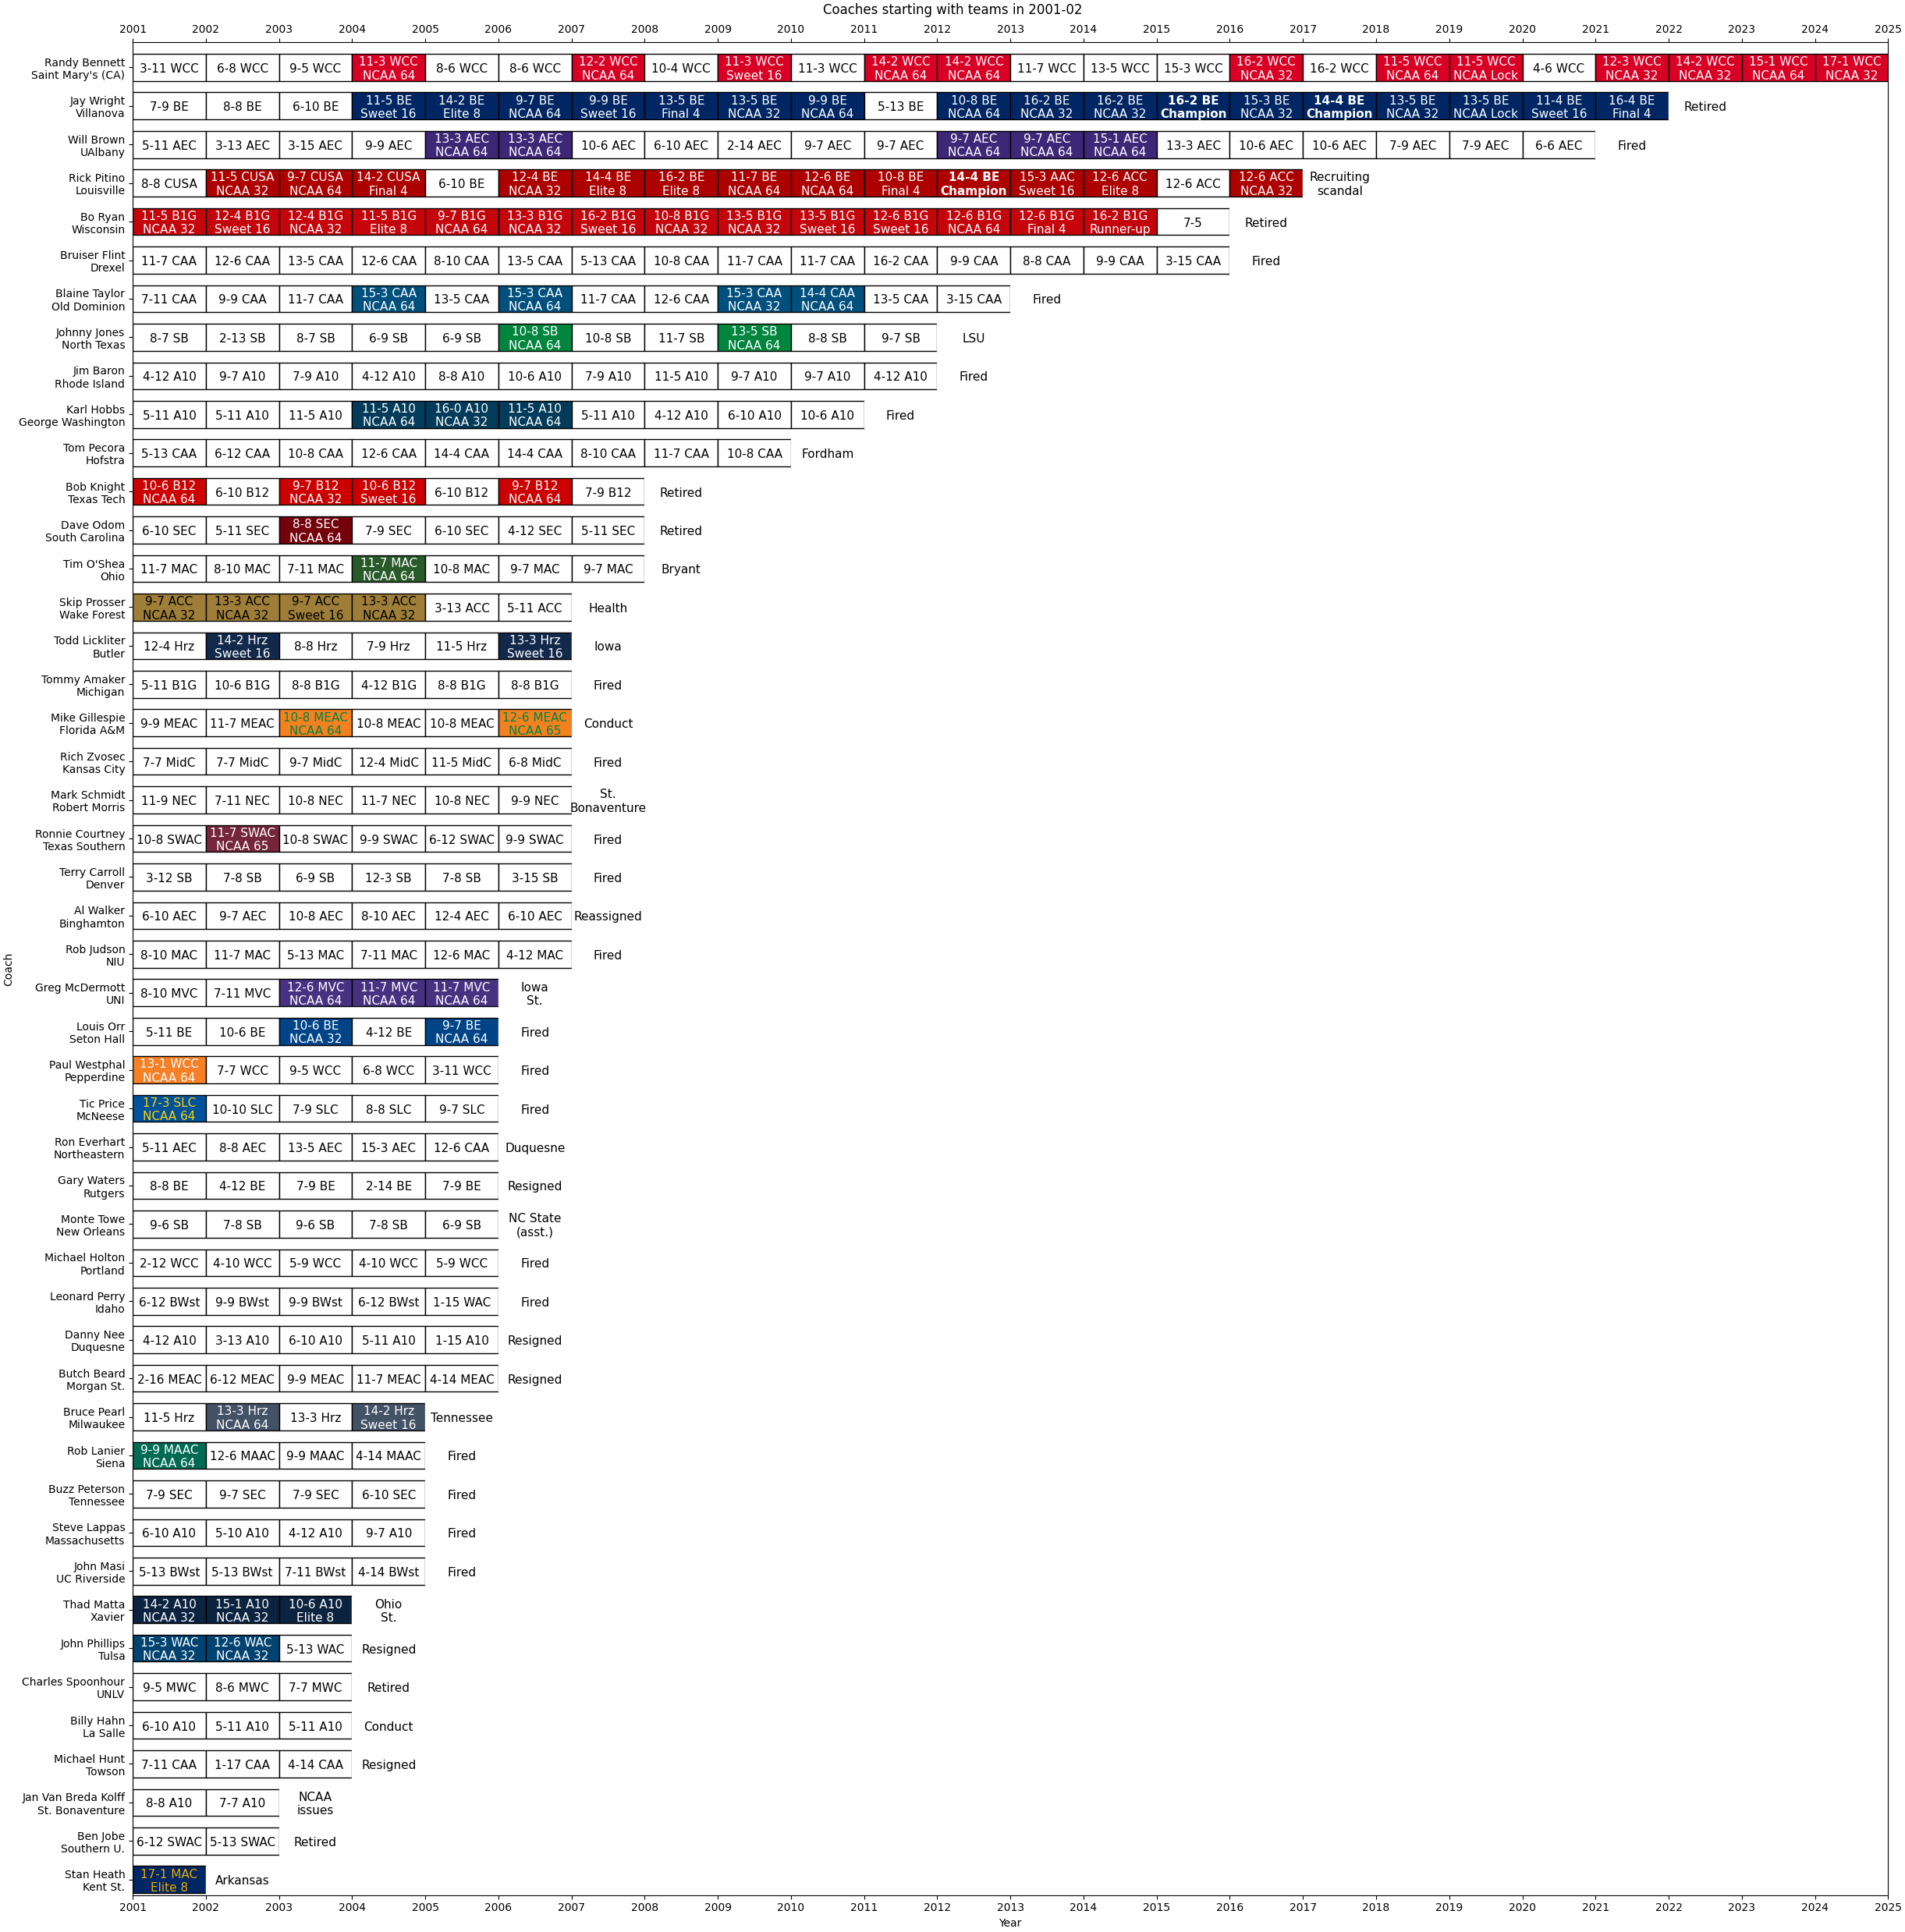 Coaches starting with teams in 2001-02
2001 2002 2003 2004 2005 2006 2007 2008 2009 2010 2011 2012 2013 2014 2015 2016 2017 2018 2019 2020 2021 2022 2023 2024 2025
Randy Bennett
Saint Mary's (CA)
3-11 WCC 6-8 WCC 9-5 WCC 11-3 WCC NCAA 64 8-6 WCC 8-6 WCC 12-2 WCC NCAA 64 10-4 WCC 11-3 WCC Sweet 16 11-3 WCC 14-2 WCC NCAA 64 14-2 WCC NCAA 64 11-7 WCC 13-5 WCC 15-3 WCC 16-2 WCC NCAA 32 16-2 WCC 11-5 WCC NCAA 64 11-5 WCC NCAA Lock 4-6 WCC 12-3 WCC NCAA 32 14-2 WCC NCAA 32 15-1 WCC NCAA 64 17-1 WCC NCAA 32
Jay Wright
Villanova
7-9 BE 8-8 BE 6-10 BE 11-5 BE Sweet 16 14-2 BE Elite 8 9-7 BE NCAA 64 9-9 BE Sweet 16 13-5 BE Final 4 13-5 BE NCAA 32 9-9 BE NCAA 64 5-13 BE 10-8 BE NCAA 64 16-2 BE NCAA 32 16-2 BE NCAA 32 16-2 BE Champion 15-3 BE NCAA 32 14-4 BE Champion 13-5 BE NCAA 32 13-5 BE NCAA Lock 11-4 BE Sweet 16 16-4 BE Final 4 Retired
Will Brown
UAlbany
5-11 AEC 3-13 AEC 3-15 AEC 9-9 AEC 13-3 AEC NCAA 64 13-3 AEC NCAA 64 10-6 AEC 6-10 AEC 2-14 AEC 9-7 AEC 9-7 AEC 9-7 AEC NCAA 64 9-7 AEC NCAA 64 15-1 AEC NCAA 64 13-3 AEC 10-6 AEC 10-6 AEC 7-9 AEC 7-9 AEC 6-6 AEC Fired
Rick Pitino
Louisville
8-8 CUSA 11-5 CUSA NCAA 32 9-7 CUSA NCAA 64 14-2 CUSA Final 4 6-10 BE 12-4 BE NCAA 32 14-4 BE Elite 8 16-2 BE Elite 8 11-7 BE NCAA 64 12-6 BE NCAA 64 10-8 BE Final 4 14-4 BE Champion 15-3 AAC Sweet 16 12-6 ACC Elite 8 12-6 ACC 12-6 ACC NCAA 32 Recruiting scandal
Bo Ryan
Wisconsin
11-5 B1G NCAA 32 12-4 B1G Sweet 16 12-4 B1G NCAA 32 11-5 B1G Elite 8 9-7 B1G NCAA 64 13-3 B1G NCAA 32 16-2 B1G Sweet 16 10-8 B1G NCAA 32 13-5 B1G NCAA 32 13-5 B1G Sweet 16 12-6 B1G Sweet 16 12-6 B1G NCAA 64 12-6 B1G Final 4 16-2 B1G Runner-up 7-5 Retired
Bruiser Flint
Drexel
11-7 CAA 12-6 CAA 13-5 CAA 12-6 CAA 8-10 CAA 13-5 CAA 5-13 CAA 10-8 CAA 11-7 CAA 11-7 CAA 16-2 CAA 9-9 CAA 8-8 CAA 9-9 CAA 3-15 CAA Fired
Blaine Taylor
Old Dominion
7-11 CAA 9-9 CAA 11-7 CAA 15-3 CAA NCAA 64 13-5 CAA 15-3 CAA NCAA 64 11-7 CAA 12-6 CAA 15-3 CAA NCAA 32 14-4 CAA NCAA 64 13-5 CAA 3-15 CAA Fired
Johnny Jones
North Texas
8-7 SB 2-13 SB 8-7 SB 6-9 SB 6-9 SB 10-8 SB NCAA 64 10-8 SB 11-7 SB 13-5 SB NCAA 64 8-8 SB 9-7 SB LSU
Jim Baron
Rhode Island
4-12 A10 9-7 A10 7-9 A10 4-12 A10 8-8 A10 10-6 A10 7-9 A10 11-5 A10 9-7 A10 9-7 A10 4-12 A10 Fired
Karl Hobbs
George Washington
5-11 A10 5-11 A10 11-5 A10 11-5 A10 NCAA 64 16-0 A10 NCAA 32 11-5 A10 NCAA 64 5-11 A10 4-12 A10 6-10 A10 10-6 A10 Fired
Tom Pecora
Hofstra
5-13 CAA 6-12 CAA 10-8 CAA 12-6 CAA 14-4 CAA 14-4 CAA 8-10 CAA 11-7 CAA 10-8 CAA Fordham
Bob Knight
Texas Tech
10-6 B12 NCAA 64 6-10 B12 9-7 B12 NCAA 32 10-6 B12 Sweet 16 6-10 B12 9-7 B12 NCAA 64 7-9 B12 Retired
Dave Odom
South Carolina
6-10 SEC 5-11 SEC 8-8 SEC NCAA 64 7-9 SEC 6-10 SEC 4-12 SEC 5-11 SEC Retired
Tim O'Shea
Ohio
11-7 MAC 8-10 MAC 7-11 MAC 11-7 MAC NCAA 64 10-8 MAC 9-7 MAC 9-7 MAC Bryant
Skip Prosser
Wake Forest
9-7 ACC NCAA 32 13-3 ACC NCAA 32 9-7 ACC Sweet 16 13-3 ACC NCAA 32 3-13 ACC 5-11 ACC Health
Todd Lickliter
Butler
12-4 Hrz 14-2 Hrz Sweet 16 8-8 Hrz 7-9 Hrz 11-5 Hrz 13-3 Hrz Sweet 16 Iowa
Tommy Amaker
Michigan
5-11 B1G 10-6 B1G 8-8 B1G 4-12 B1G 8-8 B1G 8-8 B1G Fired
Mike Gillespie
Florida A&M
9-9 MEAC 11-7 MEAC 10-8 MEAC NCAA 64 10-8 MEAC 10-8 MEAC 12-6 MEAC NCAA 65 Conduct
Rich Zvosec
Kansas City
7-7 MidC 7-7 MidC 9-7 MidC 12-4 MidC 11-5 MidC 6-8 MidC Fired
Mark Schmidt
Robert Morris
11-9 NEC 7-11 NEC 10-8 NEC 11-7 NEC 10-8 NEC 9-9 NEC St. Bonaventure
Ronnie Courtney
Texas Southern
10-8 SWAC 11-7 SWAC NCAA 65 10-8 SWAC 9-9 SWAC 6-12 SWAC 9-9 SWAC Fired
Terry Carroll
Denver
3-12 SB 7-8 SB 6-9 SB 12-3 SB 7-8 SB 3-15 SB Fired
Al Walker
Binghamton
6-10 AEC 9-7 AEC 10-8 AEC 8-10 AEC 12-4 AEC 6-10 AEC Reassigned
Rob Judson
NIU
8-10 MAC 11-7 MAC 5-13 MAC 7-11 MAC 12-6 MAC 4-12 MAC Fired
Coach
Greg McDermott
UNI
8-10 MVC 7-11 MVC 12-6 MVC NCAA 64 11-7 MVC NCAA 64 11-7 MVC NCAA 64 Iowa St.
Louis Orr
Seton Hall
5-11 BE 10-6 BE 10-6 BE NCAA 32 4-12 BE 9-7 BE NCAA 64 Fired
Paul Westphal
Pepperdine
13-1 WCC NCAA 64 7-7 WCC 9-5 WCC 6-8 WCC 3-11 WCC Fired
Tic Price
McNeese
17-3 SLC NCAA 64 10-10 SLC 7-9 SLC 8-8 SLC 9-7 SLC Fired
Ron Everhart
Northeastern
5-11 AEC 8-8 AEC 13-5 AEC 15-3 AEC 12-6 CAA Duquesne
Gary Waters
Rutgers
8-8 BE 4-12 BE 7-9 BE 2-14 BE 7-9 BE Resigned
Monte Towe
New Orleans
9-6 SB 7-8 SB 9-6 SB 7-8 SB 6-9 SB NC State (asst.)
Michael Holton
Portland
2-12 WCC 4-10 WCC 5-9 WCC 4-10 WCC 5-9 WCC Fired
Leonard Perry
Idaho
6-12 BWst 9-9 BWst 9-9 BWst 6-12 BWst 1-15 WAC Fired
Danny Nee
Duquesne
4-12 A10 3-13 A10 6-10 A10 5-11 A10 1-15 A10 Resigned
Butch Beard
Morgan St.
2-16 MEAC 6-12 MEAC 9-9 MEAC 11-7 MEAC 4-14 MEAC Resigned
Bruce Pearl
Milwaukee
11-5 Hrz 13-3 Hrz NCAA 64 13-3 Hrz 14-2 Hrz Sweet 16 Tennessee
Rob Lanier
Siena
9-9 MAAC NCAA 64 12-6 MAAC 9-9 MAAC 4-14 MAAC Fired
Buzz Peterson
Tennessee
7-9 SEC 9-7 SEC 7-9 SEC 6-10 SEC Fired
Steve Lappas
Massachusetts
6-10 A10 5-10 A10 4-12 A10 9-7 A10 Fired
John Masi
UC Riverside
5-13 BWst 5-13 BWst 7-11 BWst 4-14 BWst Fired
Thad Matta
Xavier
14-2 A10 NCAA 32 15-1 A10 NCAA 32 10-6 A10 Elite 8 Ohio St.
John Phillips
Tulsa
15-3 WAC NCAA 32 12-6 WAC NCAA 32 5-13 WAC Resigned
Charles Spoonhour
UNLV
9-5 MWC 8-6 MWC 7-7 MWC Retired
Billy Hahn
La Salle
6-10 A10 5-11 A10 5-11 A10 Conduct
Michael Hunt
Towson
7-11 CAA 1-17 CAA 4-14 CAA Resigned
Jan Van Breda Kolff
St. Bonaventure
8-8 A10 7-7 A10 NCAA issues
Ben Jobe
Southern U.
6-12 SWAC 5-13 SWAC Retired
Stan Heath
Kent St.
17-1 MAC Elite 8 Arkansas
2001 2002 2003 2004 2005 2006 2007 2008 2009 2010 2011 2012 2013 2014 2015 2016 2017 2018 2019 2020 2021 2022 2023 2024 2025
Year